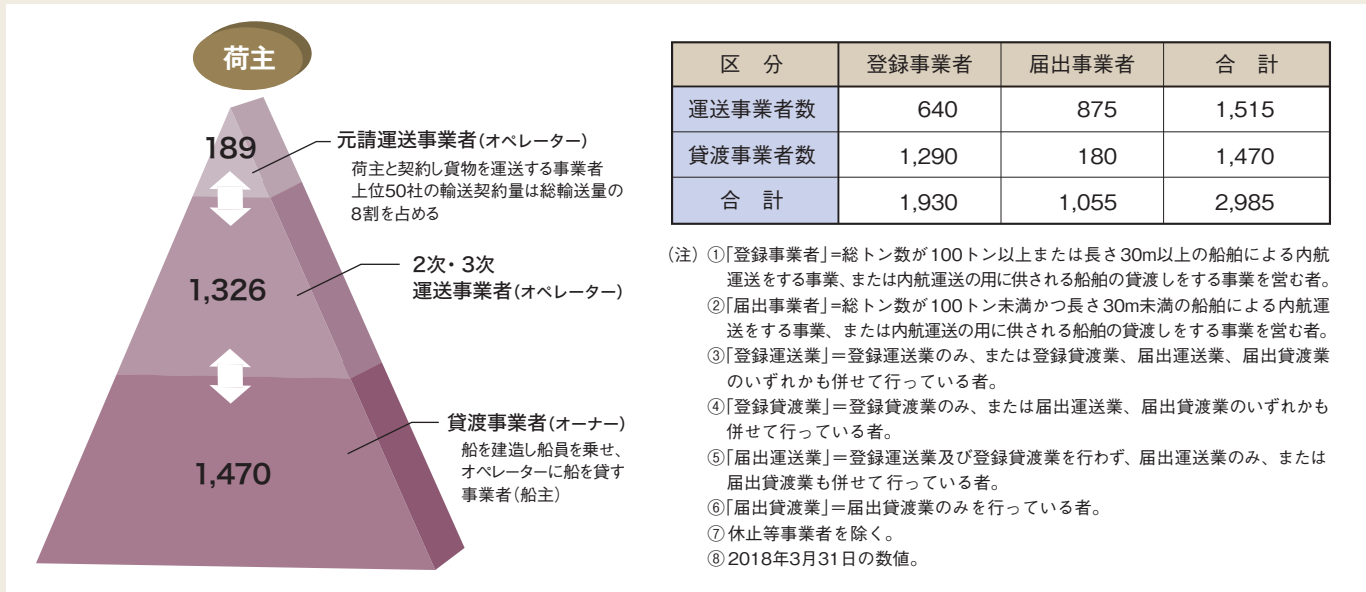 荷主
189
元請運送事業者(オペレーター)
荷主と契約し貨物を運送する事業者
上位50社の輸送契約量は総輸送量の
8割を占める
1,326
2次・3次
運送事業者(オペレーター)
1,470
貸渡事業者(オーナー)
船を建造し船員を乗せ、
オペレーターに船を貸す
事業者(船主)
区 分 登録事業者 届出事業者 合 計
運送事業者数 640 875 1,515
貸渡事業者数 1,290 180 1,470
合 計 1,930 1,055 2,985
(注) ①「登録事業者」=総トン数が100トン以上または長さ30m以上の船舶による内航
運送をする事業、または内航運送の用に供される船舶の貸渡しをする事業を営む者。
②「届出事業者」=総トン数が100トン未満かつ長さ30m未満の船舶による内航運
送をする事業、または内航運送の用に供される船舶の貸渡しをする事業を営む者。
③「登録運送業」=登録運送業のみ、または登録貸渡業、届出運送業、届出貸渡業
のいずれかも併せて行っている者。
④「登録貸渡業」=登録貸渡業のみ、または届出運送業、届出貸渡業のいずれかも
併せて行っている者。
⑤「届出運送業」=登録運送業及び登録貸渡業を行わず、届出運送業のみ、または
届出貸渡業も併せて行っている者。
⑥「届出貸渡業」=届出貸渡業のみを行っている者。
⑦休止等事業者を除く。
⑧2018年3月31日の数値。